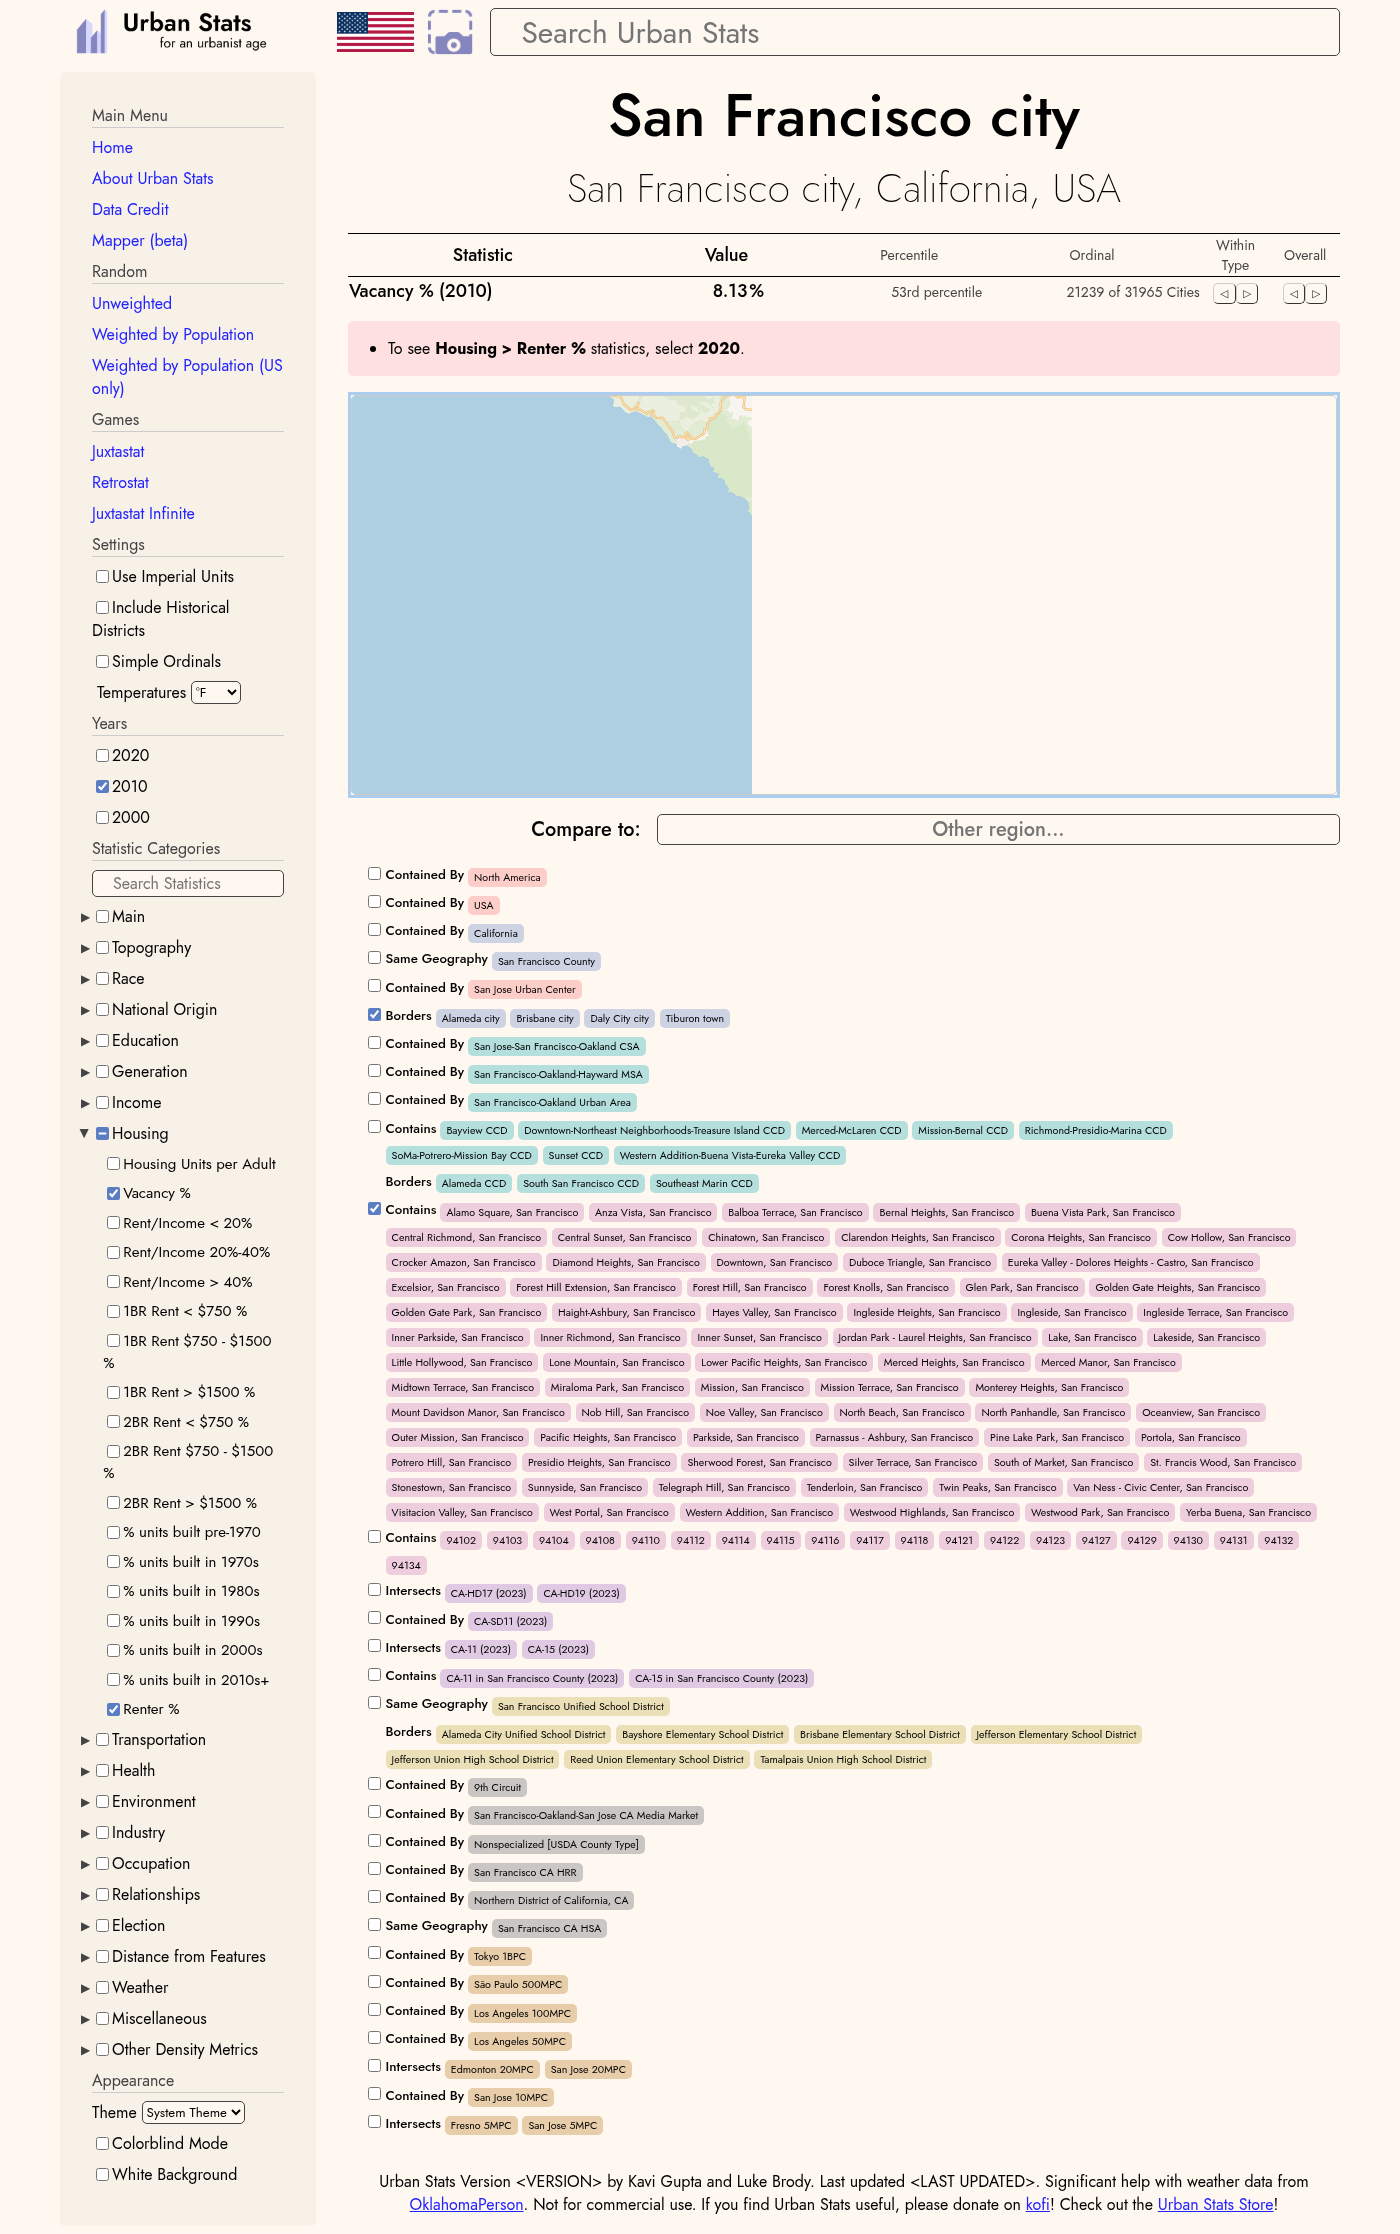 Urban Stats
for an urbanist age
Search Urban Stats
Main Menu
Home
About Urban Stats
Data Credit
Mapper (beta)
Random
Unweighted
Weighted by Population
Weighted by Population (US
only)
Games
Juxtastat
Retrostat
Juxtastat Infinite
Settings
Use Imperial Units
Include Historical
Districts
Simple Ordinals
Temperatures °F
Years
2020
2010
2000
Statistic Categories
Search Statistics
Main
Topography
Race
National Origin
Education
Generation
Income
Housing
Housing Units per Adult
Vacancy %
Rent/Income < 20%
Rent/Income 20%-40%
Rent/Income > 40%
1BR Rent < $750 %
1BR Rent $750 - $1500
%
1BR Rent > $1500 %
2BR Rent < $750 %
2BR Rent $750 - $1500
%
2BR Rent > $1500 %
% units built pre-1970
% units built in 1970s
% units built in 1980s
% units built in 1990s
% units built in 2000s
% units built in 2010s+
Renter %
Transportation
Health
Environment
Industry
Occupation
Relationships
Election
Distance from Features
Weather
Miscellaneous
Other Density Metrics
Appearance
Theme System Theme
Colorblind Mode
White Background
San Francisco city
San Francisco city, California, USA
Statistic Value Percentile Ordinal Within Type Overall
Vacancy % (2010) 8.13% 53rd percentile 21239 of 31965 Cities
To see Housing > Renter % statistics, select 2020.
Compare to: Other region...
Contained By North America
Contained By USA
Contained By California
Same Geography San Francisco County
Contained By San Jose Urban Center
Borders Alameda city Brisbane city Daly City city Tiburon town
Contained By San Jose-San Francisco-Oakland CSA
Contained By San Francisco-Oakland-Hayward MSA
Contained By San Francisco-Oakland Urban Area
Contains Bayview CCD Downtown-Northeast Neighborhoods-Treasure Island CCD Merced-McLaren CCD Mission-Bernal CCD Richmond-Presidio-Marina CCD
SoMa-Potrero-Mission Bay CCD Sunset CCD Western Addition-Buena Vista-Eureka Valley CCD
Borders Alameda CCD South San Francisco CCD Southeast Marin CCD
Contains Alamo Square, San Francisco Anza Vista, San Francisco Balboa Terrace, San Francisco Bernal Heights, San Francisco Buena Vista Park, San Francisco
Central Richmond, San Francisco Central Sunset, San Francisco Chinatown, San Francisco Clarendon Heights, San Francisco Corona Heights, San Francisco Cow Hollow, San Francisco
Crocker Amazon, San Francisco Diamond Heights, San Francisco Downtown, San Francisco Duboce Triangle, San Francisco Eureka Valley - Dolores Heights - Castro, San Francisco
Excelsior, San Francisco Forest Hill Extension, San Francisco Forest Hill, San Francisco Forest Knolls, San Francisco Glen Park, San Francisco Golden Gate Heights, San Francisco
Golden Gate Park, San Francisco Haight-Ashbury, San Francisco Hayes Valley, San Francisco Ingleside Heights, San Francisco Ingleside, San Francisco Ingleside Terrace, San Francisco
Inner Parkside, San Francisco Inner Richmond, San Francisco Inner Sunset, San Francisco Jordan Park - Laurel Heights, San Francisco Lake, San Francisco Lakeside, San Francisco
Little Hollywood, San Francisco Lone Mountain, San Francisco Lower Pacific Heights, San Francisco Merced Heights, San Francisco Merced Manor, San Francisco
Midtown Terrace, San Francisco Miraloma Park, San Francisco Mission, San Francisco Mission Terrace, San Francisco Monterey Heights, San Francisco
Mount Davidson Manor, San Francisco Nob Hill, San Francisco Noe Valley, San Francisco North Beach, San Francisco North Panhandle, San Francisco Oceanview, San Francisco
Outer Mission, San Francisco Pacific Heights, San Francisco Parkside, San Francisco Parnassus - Ashbury, San Francisco Pine Lake Park, San Francisco Portola, San Francisco
Potrero Hill, San Francisco Presidio Heights, San Francisco Sherwood Forest, San Francisco Silver Terrace, San Francisco South of Market, San Francisco St. Francis Wood, San Francisco
Stonestown, San Francisco Sunnyside, San Francisco Telegraph Hill, San Francisco Tenderloin, San Francisco Twin Peaks, San Francisco Van Ness - Civic Center, San Francisco
Visitacion Valley, San Francisco West Portal, San Francisco Western Addition, San Francisco Westwood Highlands, San Francisco Westwood Park, San Francisco Yerba Buena, San Francisco
Contains 94102 94103 94104 94108 94110 94112 94114 94115 94116 94117 94118 94121 94122 94123 94127 94129 94130 94131 94132
94134
Intersects CA-HD17 (2023) CA-HD19 (2023)
Contained By CA-SD11 (2023)
Intersects CA-11 (2023) CA-15 (2023)
Contains CA-11 in San Francisco County (2023) CA-15 in San Francisco County (2023)
Same Geography San Francisco Unified School District
Borders Alameda City Unified School District Bayshore Elementary School District Brisbane Elementary School District Jefferson Elementary School District
Jefferson Union High School District Reed Union Elementary School District Tamalpais Union High School District
Contained By 9th Circuit
Contained By San Francisco-Oakland-San Jose CA Media Market
Contained By Nonspecialized [USDA County Type]
Contained By San Francisco CA HRR
Contained By Northern District of California, CA
Same Geography San Francisco CA HSA
Contained By Tokyo 1BPC
Contained By São Paulo 500MPC
Contained By Los Angeles 100MPC
Contained By Los Angeles 50MPC
Intersects Edmonton 20MPC San Jose 20MPC
Contained By San Jose 10MPC
Intersects Fresno 5MPC San Jose 5MPC
Urban Stats Version <VERSION> by Kavi Gupta and Luke Brody. Last updated <LAST UPDATED>. Significant help with weather data from
OklahomaPerson. Not for commercial use. If you find Urban Stats useful, please donate on kofi! Check out the Urban Stats Store!